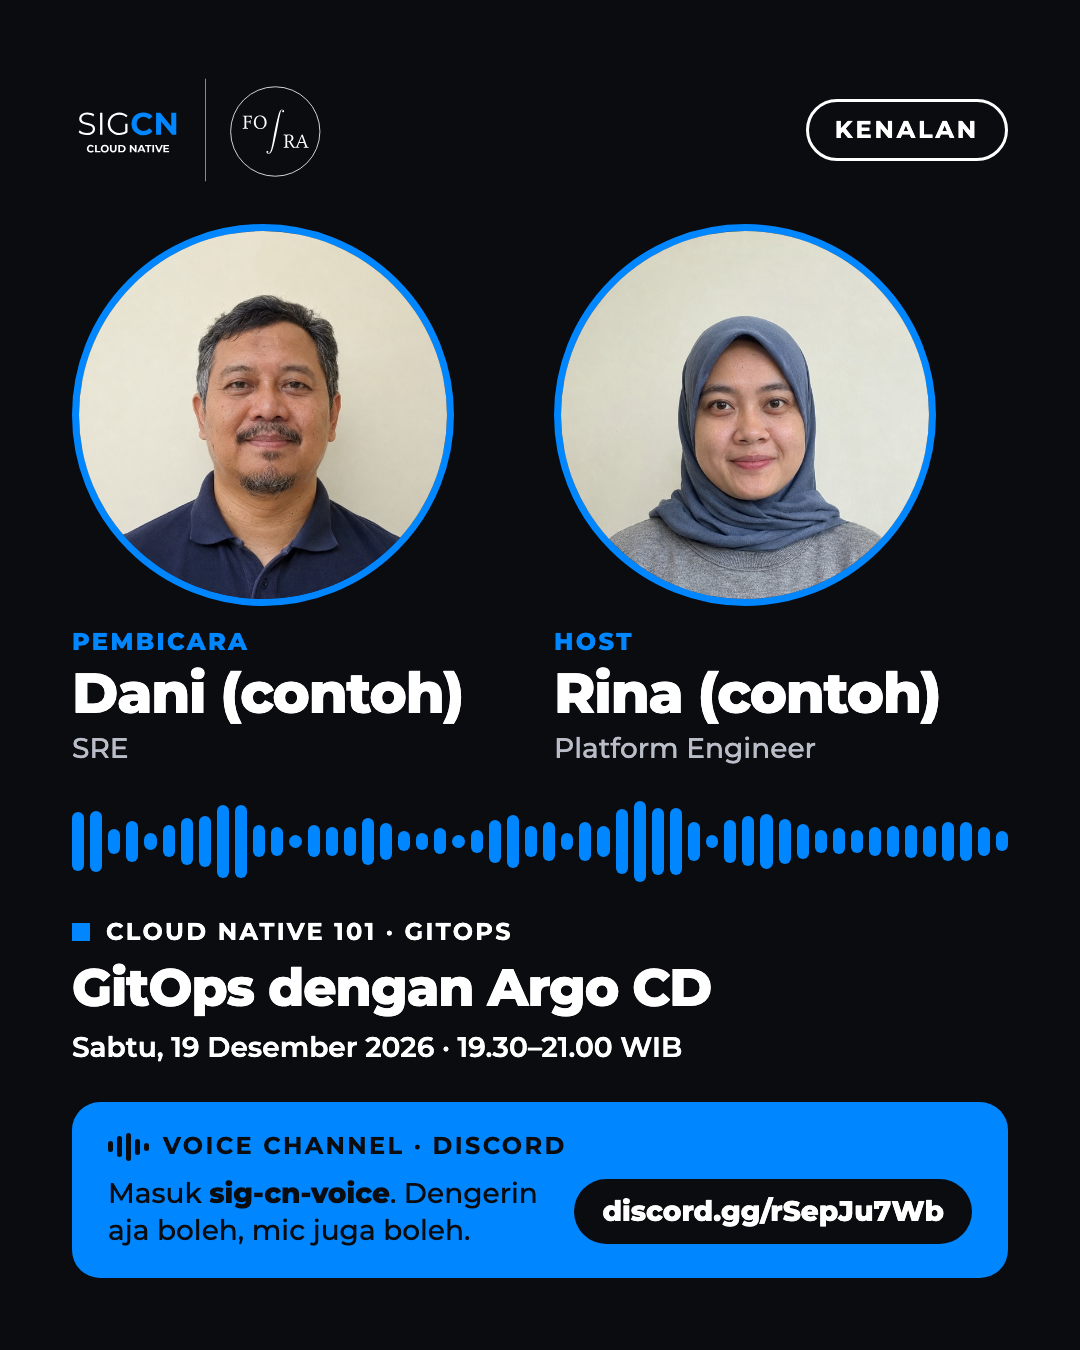 SIGCN
CLOUD NATIVE
FO
RA
KENALAN
PEMBICARA
Dani (contoh)
SRE
HOST
Rina (contoh)
Platform Engineer
CLOUD NATIVE 101 · GITOPS
GitOps dengan Argo CD
Sabtu, 19 Desember 2026 · 19.30–21.00 WIB
VOICE CHANNEL · DISCORD
Masuk sig-cn-voice. Dengerin
aja boleh, mic juga boleh.
discord.gg/rSepJu7Wb